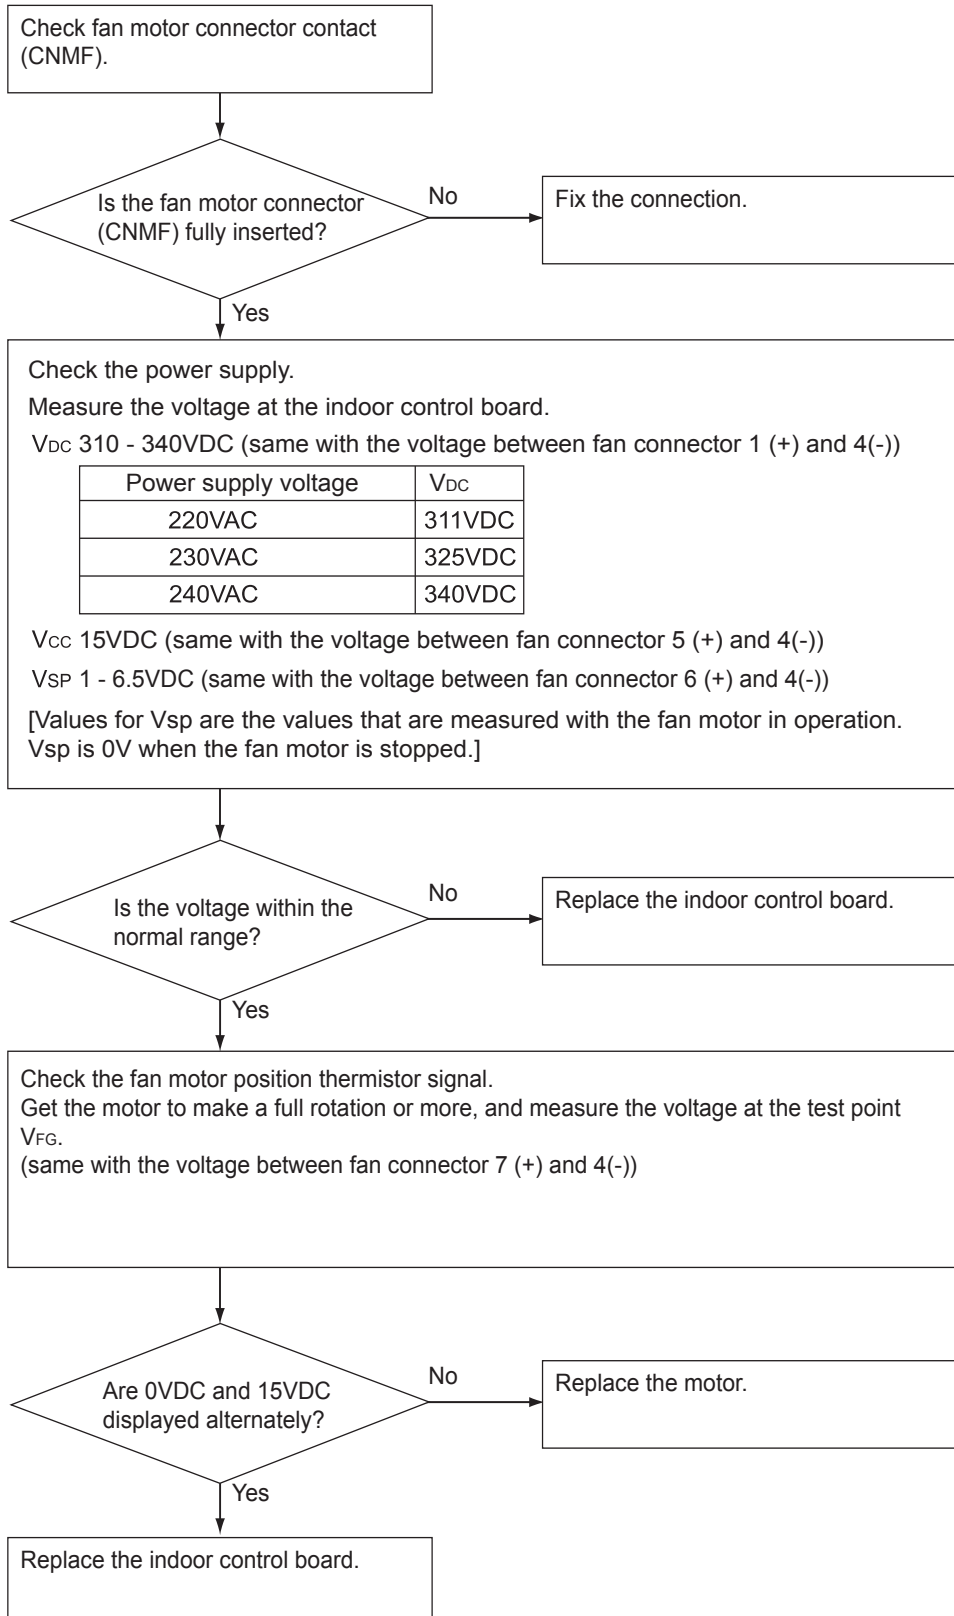 Check fan motor connector contact
(CNMF).
Is the fan motor connector
(CNMF) fully inserted?
No
Fix the connection.
Yes
Check the power supply.
Measure the voltage at the indoor control board.
VDC 310 - 340VDC (same with the voltage between fan connector 1 (+) and 4(-))
Power supply voltage VDC
220VAC 311VDC
230VAC 325VDC
240VAC 340VDC
VCC 15VDC (same with the voltage between fan connector 5 (+) and 4(-))
VSP 1 - 6.5VDC (same with the voltage between fan connector 6 (+) and 4(-))
[Values for Vsp are the values that are measured with the fan motor in operation.
Vsp is 0V when the fan motor is stopped.]
Is the voltage within the
normal range?
No
Replace the indoor control board.
Yes
Check the fan motor position thermistor signal.
Get the motor to make a full rotation or more, and measure the voltage at the test point
VFG.
(same with the voltage between fan connector 7 (+) and 4(-))
Are 0VDC and 15VDC
displayed alternately?
No
Replace the motor.
Yes
Replace the indoor control board.